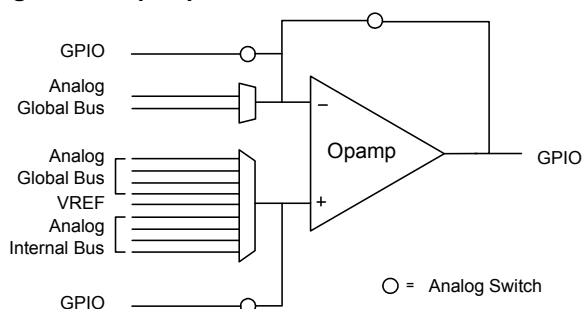 GPIO
Analog
Global Bus
−
Opamp
GPIO
Analog
Global Bus
VREF
+
Analog
Internal Bus
GPIO
= Analog Switch